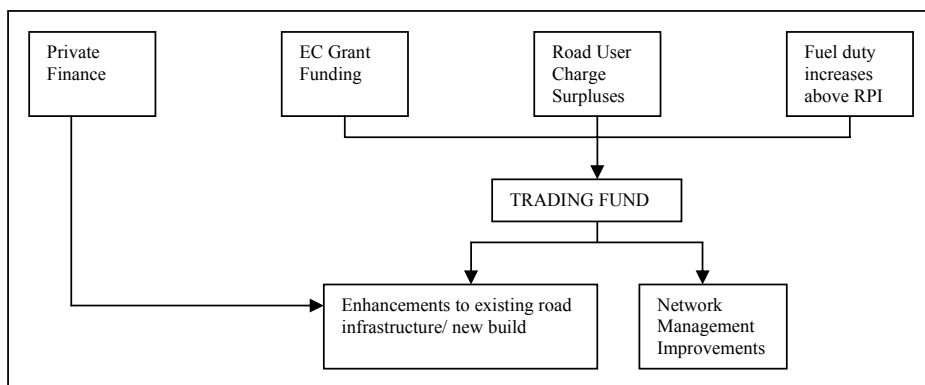 Private
Finance
EC Grant
Funding
Road User
Charge
Surpluses
Fuel duty
increases
above RPI
TRADING FUND
Enhancements to existing road
infrastructure/ new build
Network
Management
Improvements